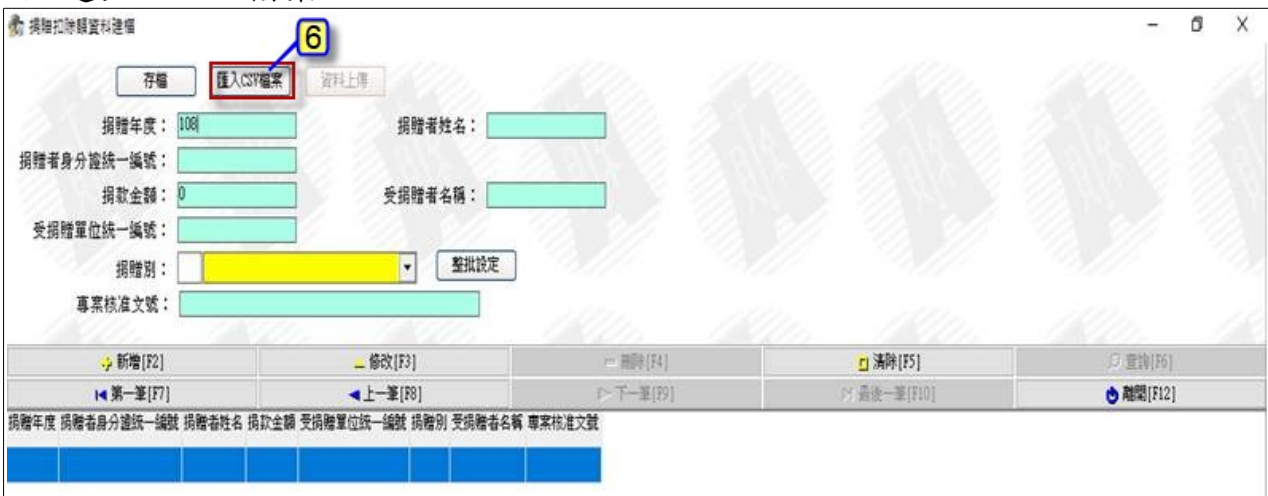 捐贈扣除額資料建檔
6
存檔 匯入CSV檔案 資料上傳
捐贈年度： 108 捐贈者姓名：
捐贈者身分證統一編號：
捐款金額： 0 受捐贈者名稱：
受捐贈單位統一編號：
捐贈別： 整批設定
專案核准文號：
新增[F2] 修改[F3] 刪除[F4] 清除[F5] 查詢[F6]
第一筆[F7] 上一筆[F8] 下一筆[F9] 最後一筆[F10] 離開[F12]
捐贈年度 捐贈者身分證統一編號 捐贈者姓名 捐款金額 受捐贈單位統一編號 捐贈別 受捐贈者名稱 專案核准文號